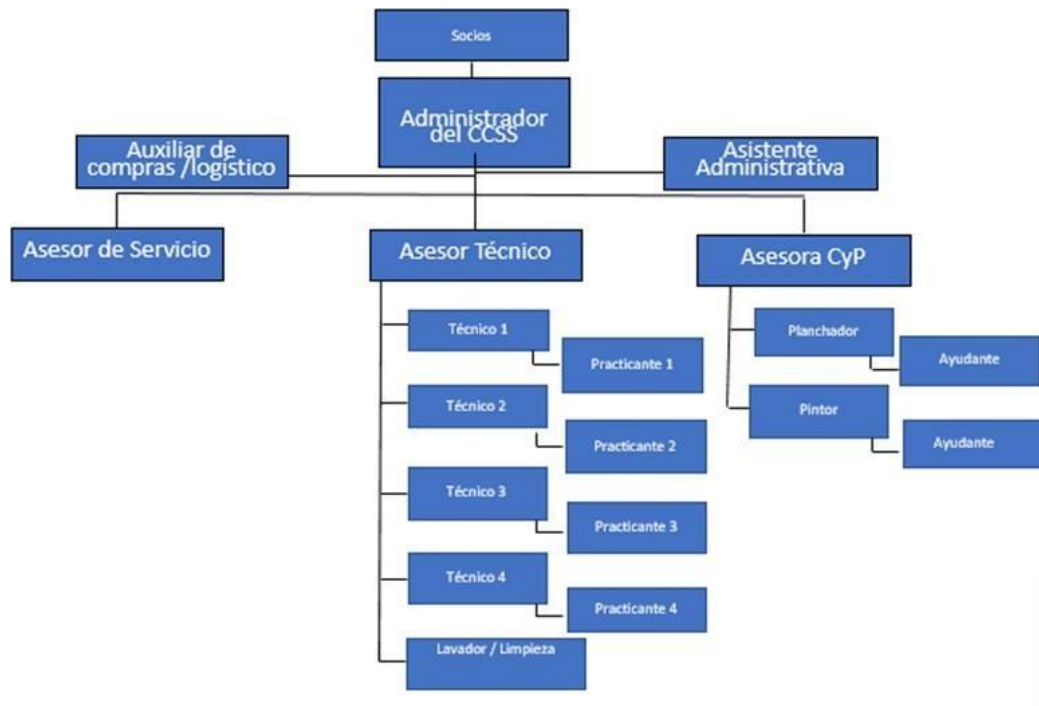 Socios
Administrador
del CCSS
Auxiliar de
compras /logístico
Asistente
Administrativa
Asesor de Servicio
Asesor Técnico
Asesora CyP
Técnico 1
Practicante 1
Técnico 2
Practicante 2
Técnico 3
Practicante 3
Técnico 4
Practicante 4
Lavador / Limpieza
Planchador
Ayudante
Pintor
Ayudante